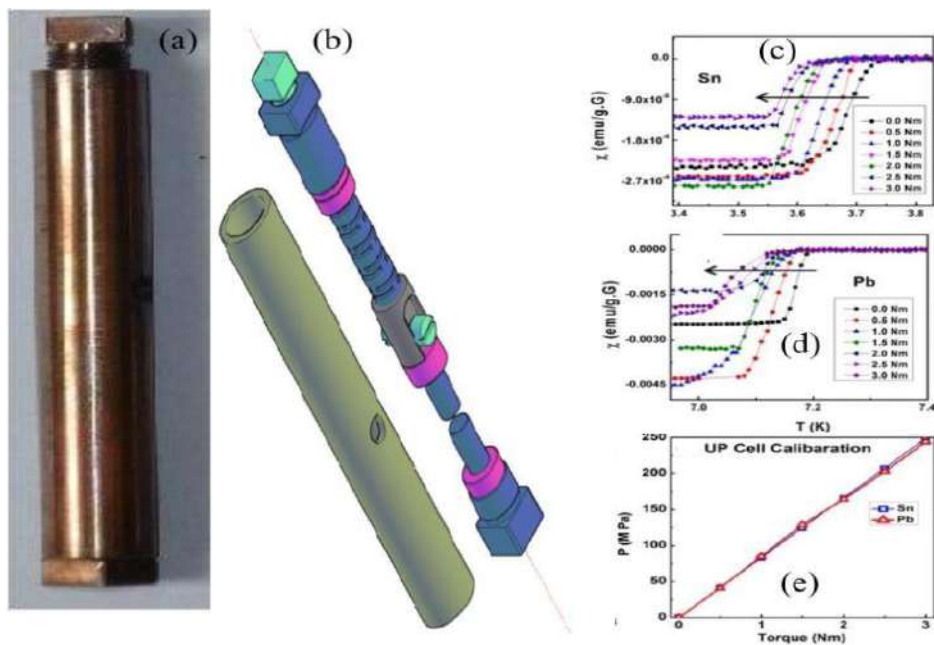 (a)
(b)
(c)
Sn
χ (emu/g.G)
0.0
-9.0x10⁻⁵
-2.7x10
0.0 Nm
0.5 Nm
1.0 Nm
1.5 Nm
2.0 Nm
2.5 Nm
3.0 Nm
3.4 3.5 3.6 3.7 3.8
Pb
(d)
χ (emu/g.G)
0.0000
-0.0015
-0.0030
-0.0045
0.0 Nm
0.5 Nm
1.0 Nm
1.5 Nm
2.0 Nm
2.5 Nm
3.0 Nm
7.0 7.2 7.4
T (K)
UP Cell Calibaration
P (M Pa)
250
200
150
100
50
0
Sn
Pb
(e)
0 1 2 3
Torque (Nm)